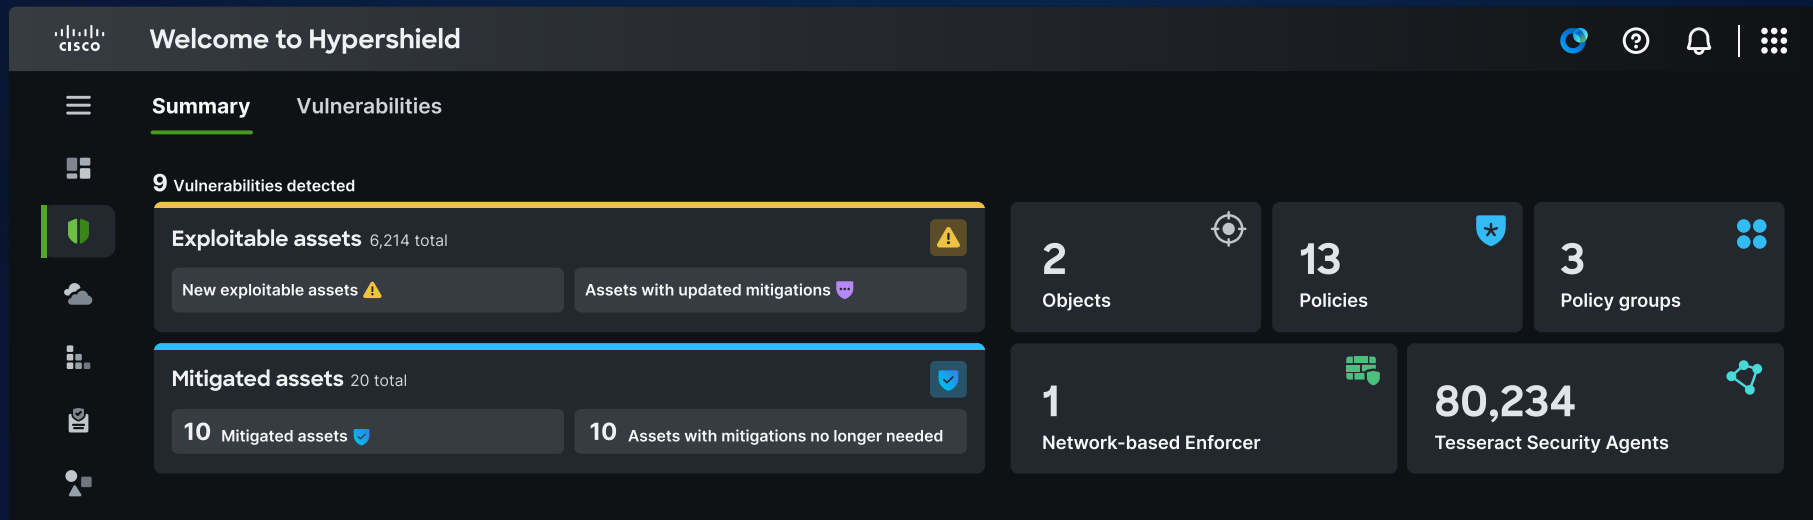 CISCO
Welcome to Hypershield
Summary
Vulnerabilities
9 Vulnerabilities detected
Exploitable assets 6,214 total
New exploitable assets
Assets with updated mitigations
Mitigated assets 20 total
10 Mitigated assets
10 Assets with mitigations no longer needed
2
Objects
13
Policies
3
Policy groups
1
Network-based Enforcer
80,234
Tesseract Security Agents